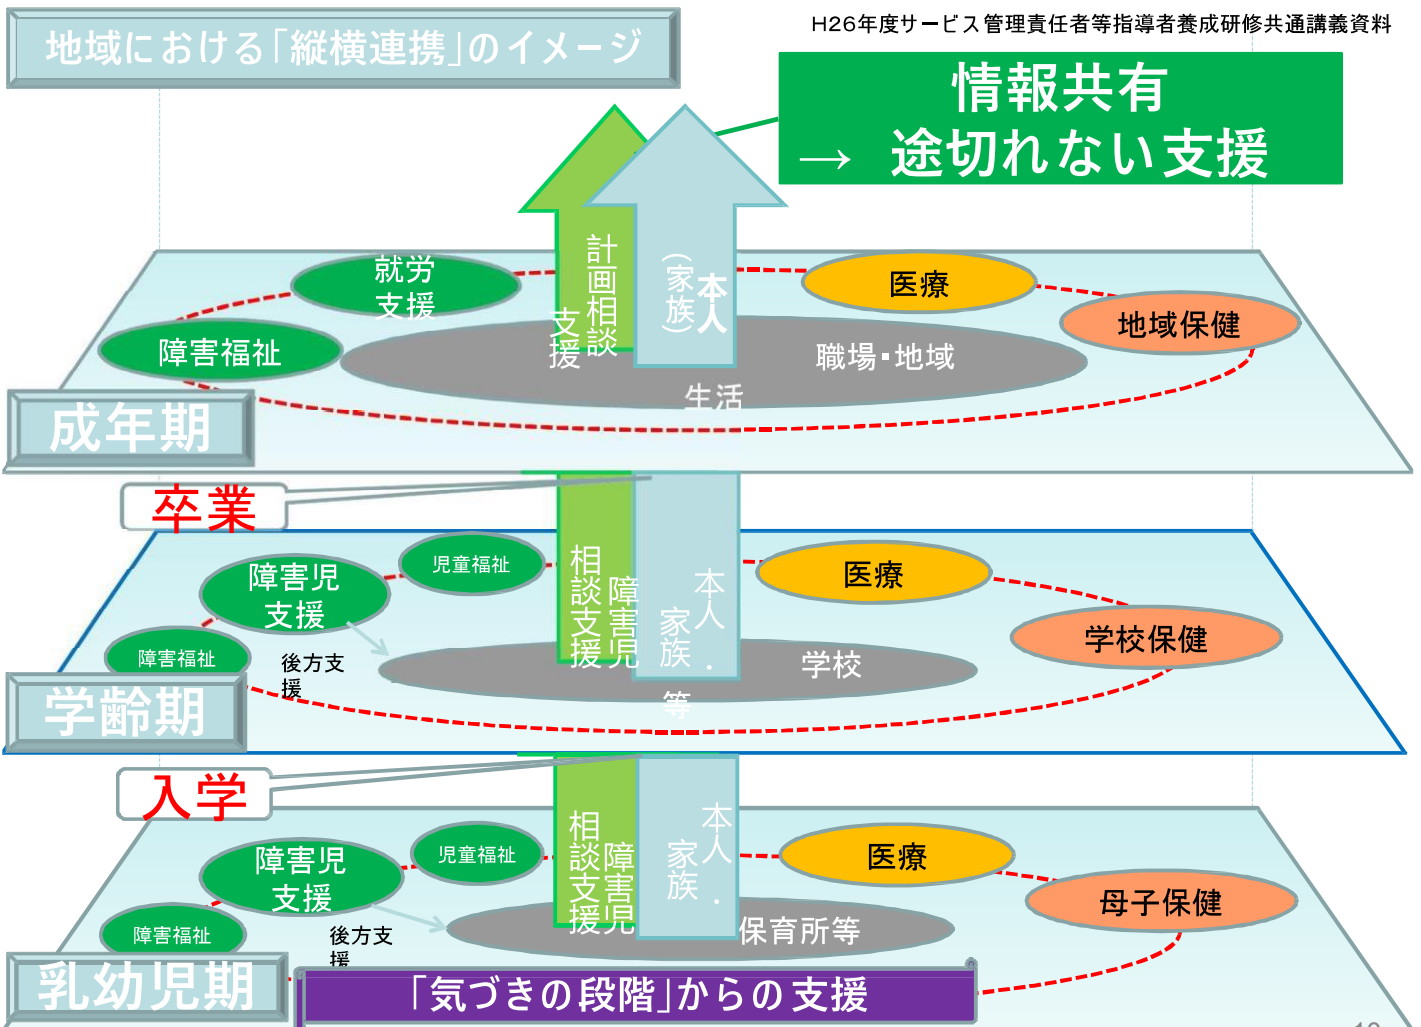 地域における「縦横連携」のイメージ
H26年度サービス管理責任者等指導者養成研修共通講義資料
情報共有
→ 途切れない支援
計画相談
支援
本人
（家族）
就労
支援
医療
障害福祉
地域保健
職場・地域
生活
成年期
卒業
障害児
相談支援
本人・
家族
児童福祉
障害児
支援
医療
障害福祉
学校保健
後方支
援
学校
等
学齢期
入学
障害児
相談支援
本人・
家族
児童福祉
障害児
支援
医療
障害福祉
母子保健
後方支
援
保育所等
乳幼児期
「気づきの段階」からの支援